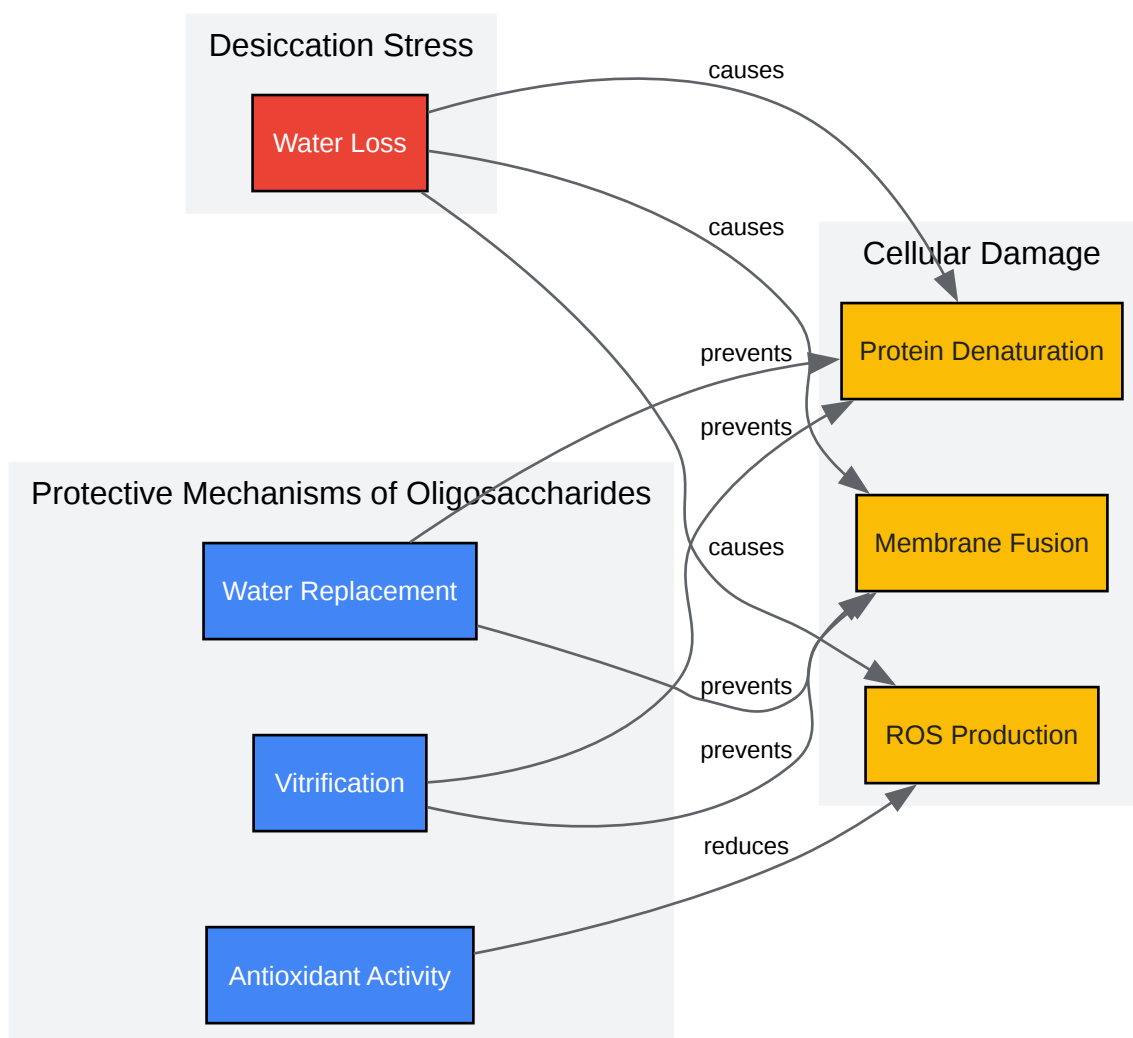 Desiccation Stress
causes
Water Loss
causes
Cellular Damage
prevents
Protein Denaturation
prevents
Protective Mechanisms of Oligosaccharides
causes
Membrane Fusion
Water Replacement
prevents
ROS Production
prevents
Vitrification
reduces
Antioxidant Activity